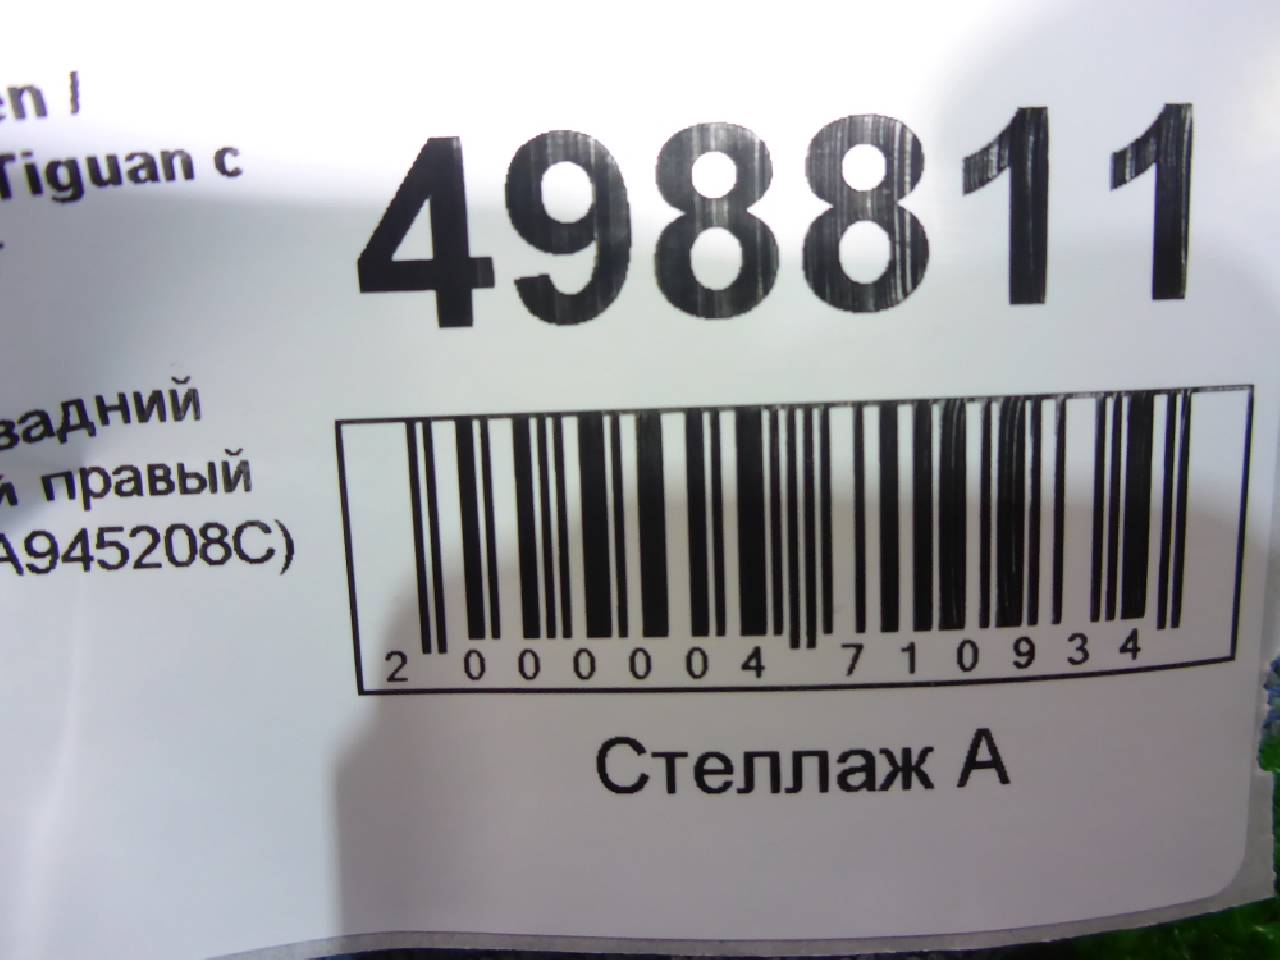 en /
Tiguan с
498811
задний
й правый
A945208C)
2 000004 710934
Стеллаж А